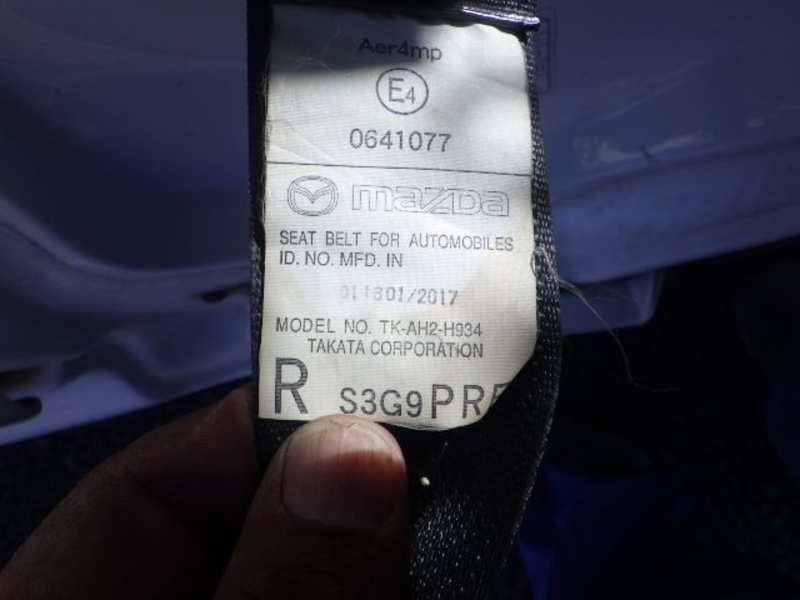 Aer4mp
E4
0641077
mazda
SEAT BELT FOR AUTOMOBILES
ID. NO. MFD. IN
01/2017
MODEL NO. TK-AH2-H934
TAKATA CORPORATION
R S3G9 PR